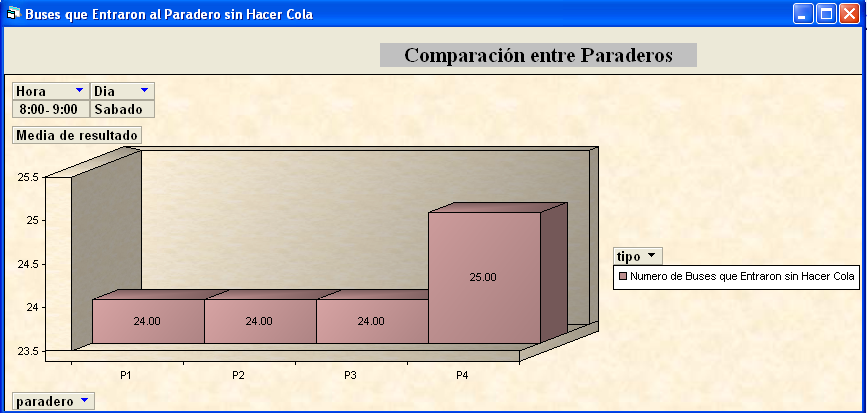 Buses que Entraron al Paradero sin Hacer Cola
Comparación entre Paraderos
Hora Dia
8:00- 9:00 Sabado
Media de resultado
25.5
25
24.5
24
23.5
24.00 24.00 24.00 25.00
P1 P2 P3 P4
tipo
Numero de Buses que Entraron sin Hacer Cola
paradero